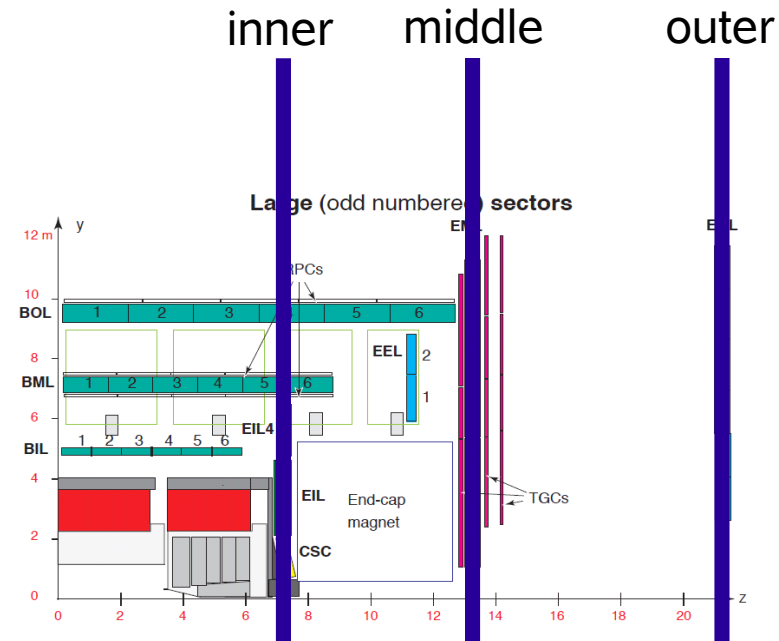 inner middle outer
Large (odd numbered) sectors
y
12 m
RPCs
10
BOL 1 2 3 5 6
8
EEL 2
BML 1 2 3 4 5 6
1
6
EIL4
BIL 1 2 3 4 5 6
4
EIL
End-cap
magnet
TGCs
2
CSC
0
z
0 2 4 6 8 10 12 14 16 18 20